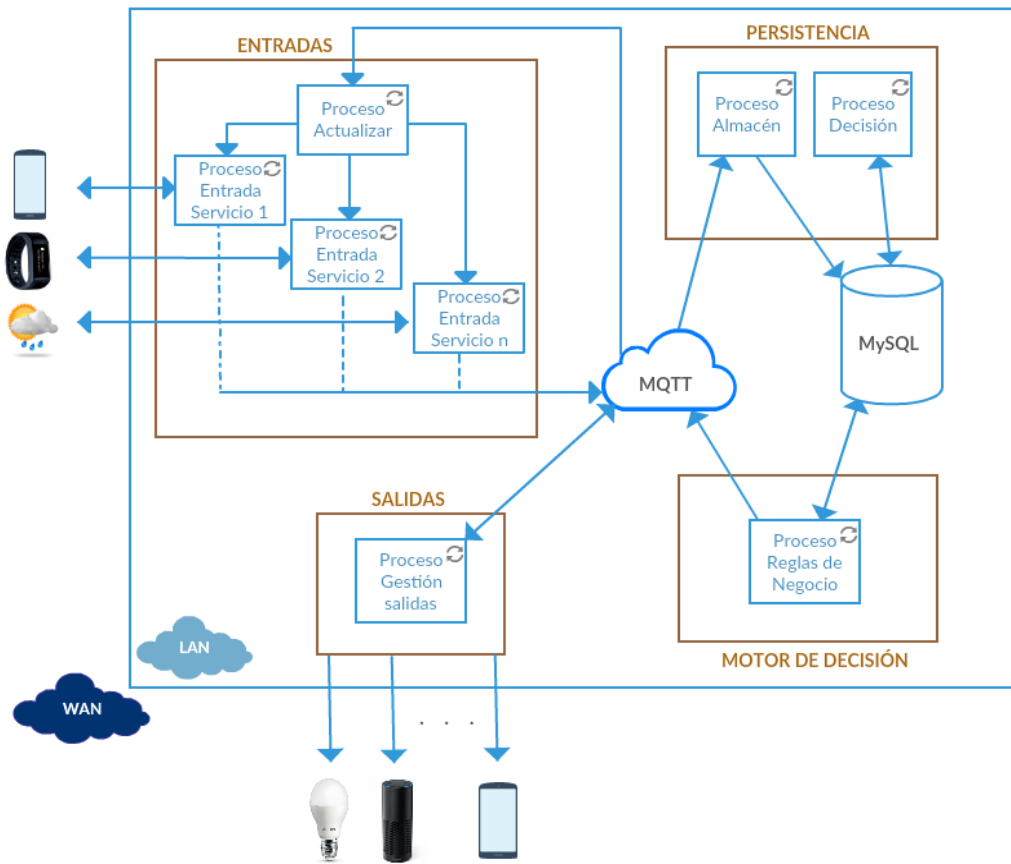 ENTRADAS
Proceso
Actualizar
Proceso
Entrada
Servicio 1
Proceso
Entrada
Servicio 2
Proceso
Entrada
Servicio n
PERSISTENCIA
Proceso
Almacén
Proceso
Decisión
MQTT
MySQL
SALIDAS
Proceso
Gestión
salidas
Proceso
Reglas de
Negocio
MOTOR DE DECISIÓN
LAN
WAN
. . .